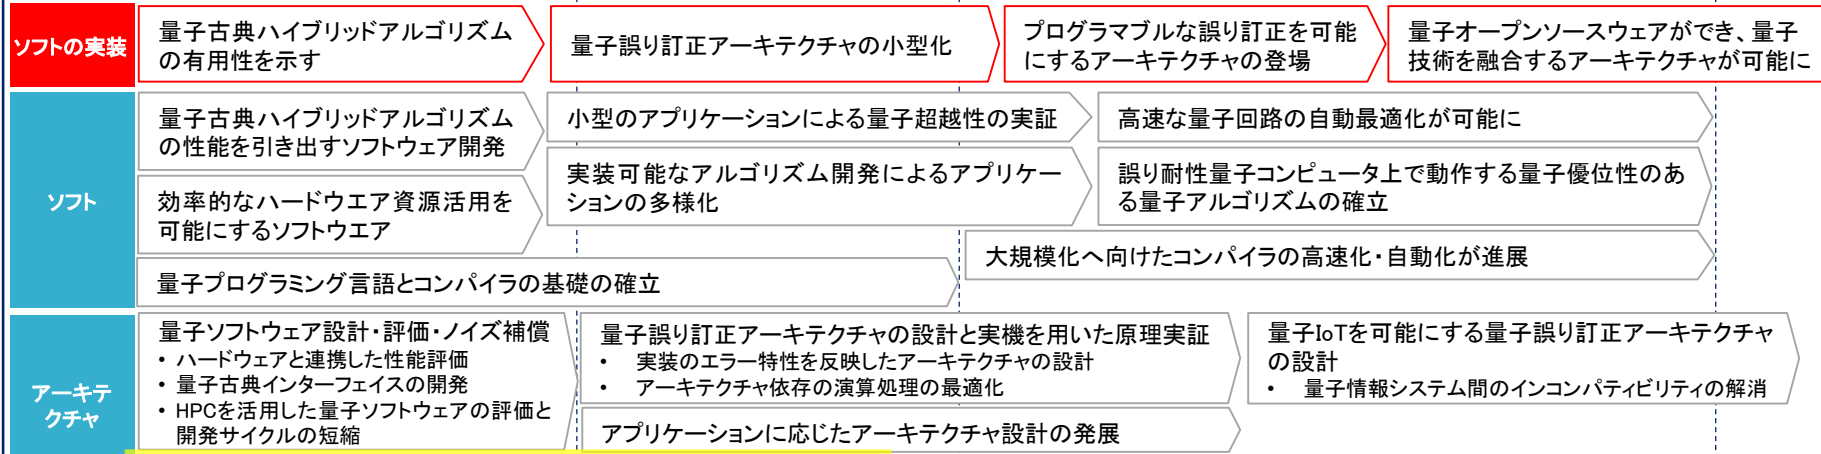 ソフトの実装
量子古典ハイブリッドアルゴリズム
の有用性を示す
量子誤り訂正アーキテクチャの小型化
プログラマブルな誤り訂正を可能
にするアーキテクチャの登場
量子オープンソースウェアができ、量子
技術を融合するアーキテクチャが可能に
ソフト
量子古典ハイブリッドアルゴリズム
の性能を引き出すソフトウェア開発
効率的なハードウエア資源活用を
可能にするソフトウエア
小型のアプリケーションによる量子超越性の実証
実装可能なアルゴリズム開発によるアプリケー
ションの多様化
高速な量子回路の自動最適化が可能に
誤り耐性量子コンピュータ上で動作する量子優位性のあ
る量子アルゴリズムの確立
大規模化へ向けたコンパイラの高速化・自動化が進展
量子プログラミング言語とコンパイラの基礎の確立
アーキテ
クチャ
量子ソフトウェア設計・評価・ノイズ補償
• ハードウェアと連携した性能評価
• 量子古典インターフェイスの開発
• HPCを活用した量子ソフトウェアの評価と
開発サイクルの短縮
量子誤り訂正アーキテクチャの設計と実機を用いた原理実証
• 実装のエラー特性を反映したアーキテクチャの設計
• アーキテクチャ依存の演算処理の最適化
アプリケーションに応じたアーキテクチャ設計の発展
量子IoTを可能にする量子誤り訂正アーキテクチャ
の設計
• 量子情報システム間のインコンパティビリティの解消